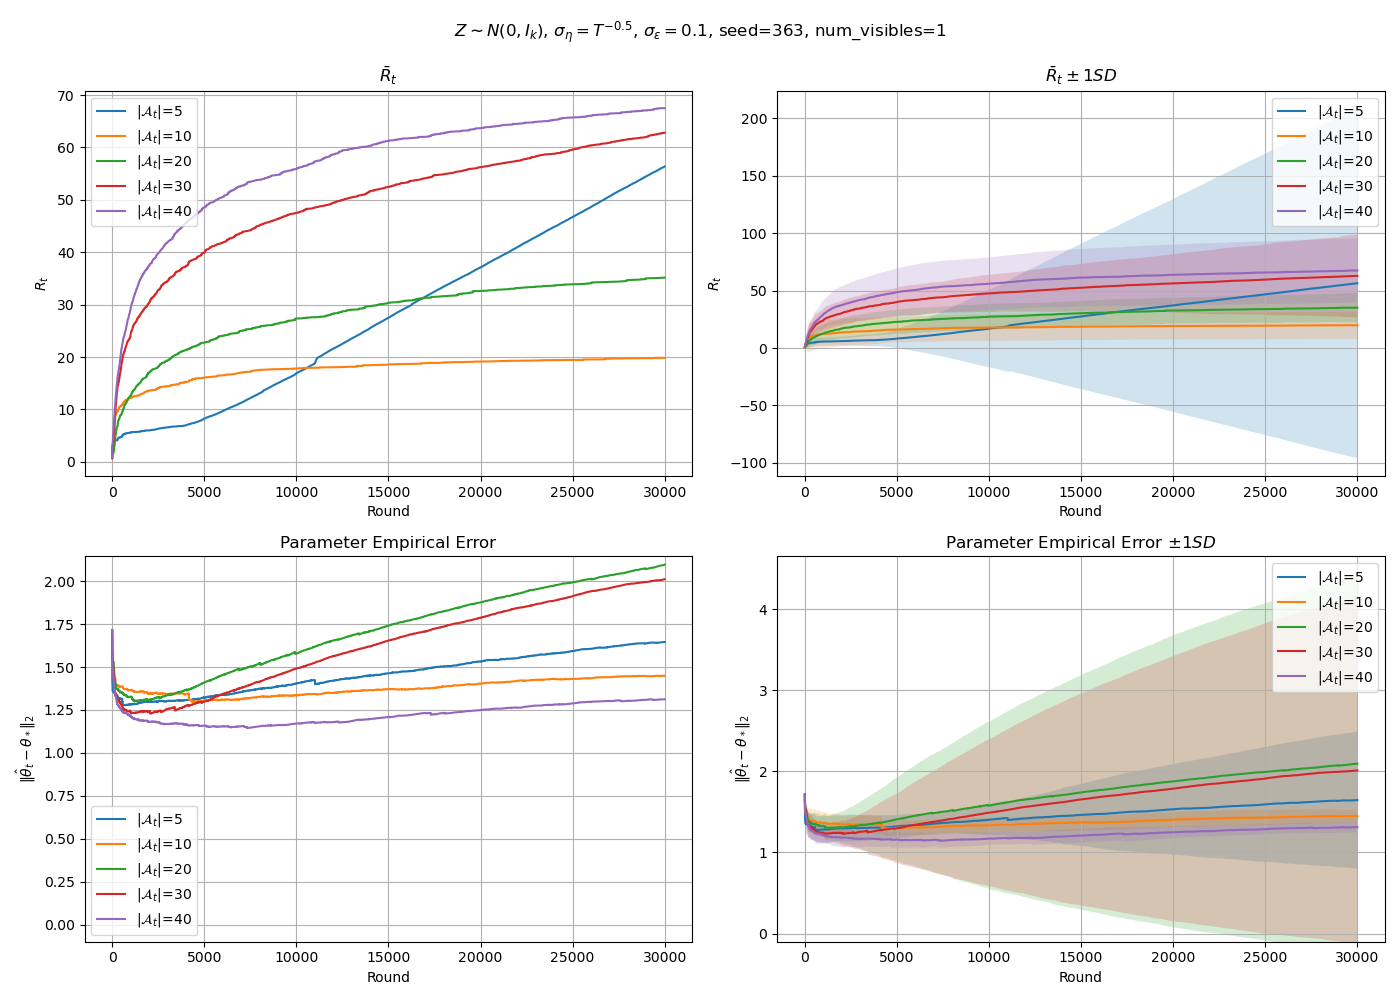 Z ∼ N(0, I_k), σ_η = T^{−0.5}, σ_ε = 0.1, seed=363, num_visibles=1
R̄_t
R_t
70
60
50
40
30
20
10
0
|𝒜_t|=5
|𝒜_t|=10
|𝒜_t|=20
|𝒜_t|=30
|𝒜_t|=40
0 5000 10000 15000 20000 25000 30000
Round
R̄_t ± 1SD
R_t
200
150
100
50
0
−50
−100
|𝒜_t|=5
|𝒜_t|=10
|𝒜_t|=20
|𝒜_t|=30
|𝒜_t|=40
0 5000 10000 15000 20000 25000 30000
Round
Parameter Empirical Error
‖θ̂_t − θ_*‖_2
2.00
1.75
1.50
1.25
1.00
0.75
0.50
0.25
0.00
|𝒜_t|=5
|𝒜_t|=10
|𝒜_t|=20
|𝒜_t|=30
|𝒜_t|=40
0 5000 10000 15000 20000 25000 30000
Round
Parameter Empirical Error ±1SD
‖θ̂_t − θ_*‖_2
4
3
2
1
0
|𝒜_t|=5
|𝒜_t|=10
|𝒜_t|=20
|𝒜_t|=30
|𝒜_t|=40
0 5000 10000 15000 20000 25000 30000
Round